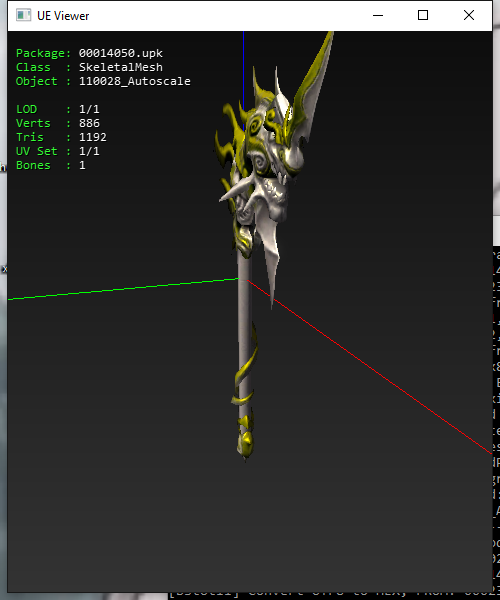 UE Viewer
Package: 00014050.upk
Class : SkeletalMesh
Object : 110028_Autoscale
LOD : 1/1
Verts : 886
Tris : 1192
UV Set : 1/1
Bones : 1